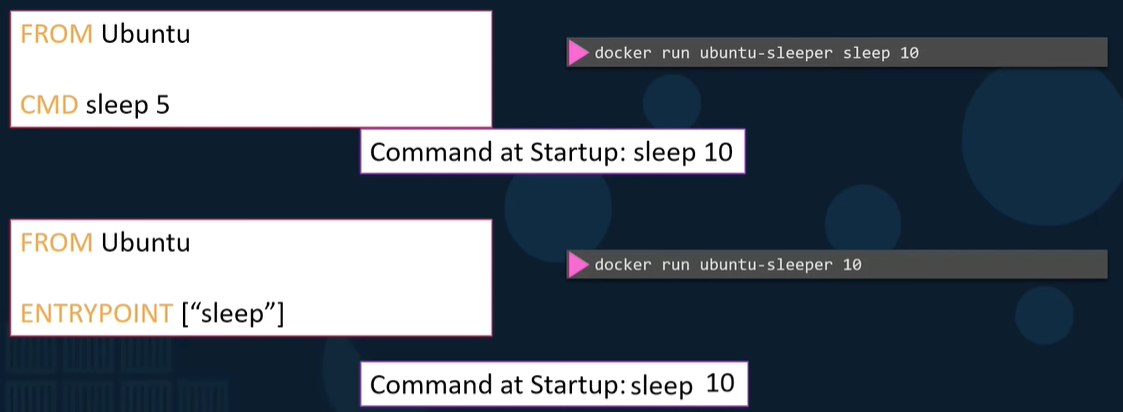 FROM Ubuntu
docker run ubuntu-sleeper sleep 10
CMD sleep 5
Command at Startup: sleep 10
FROM Ubuntu
docker run ubuntu-sleeper 10
ENTRYPOINT [“sleep”]
Command at Startup: sleep 10